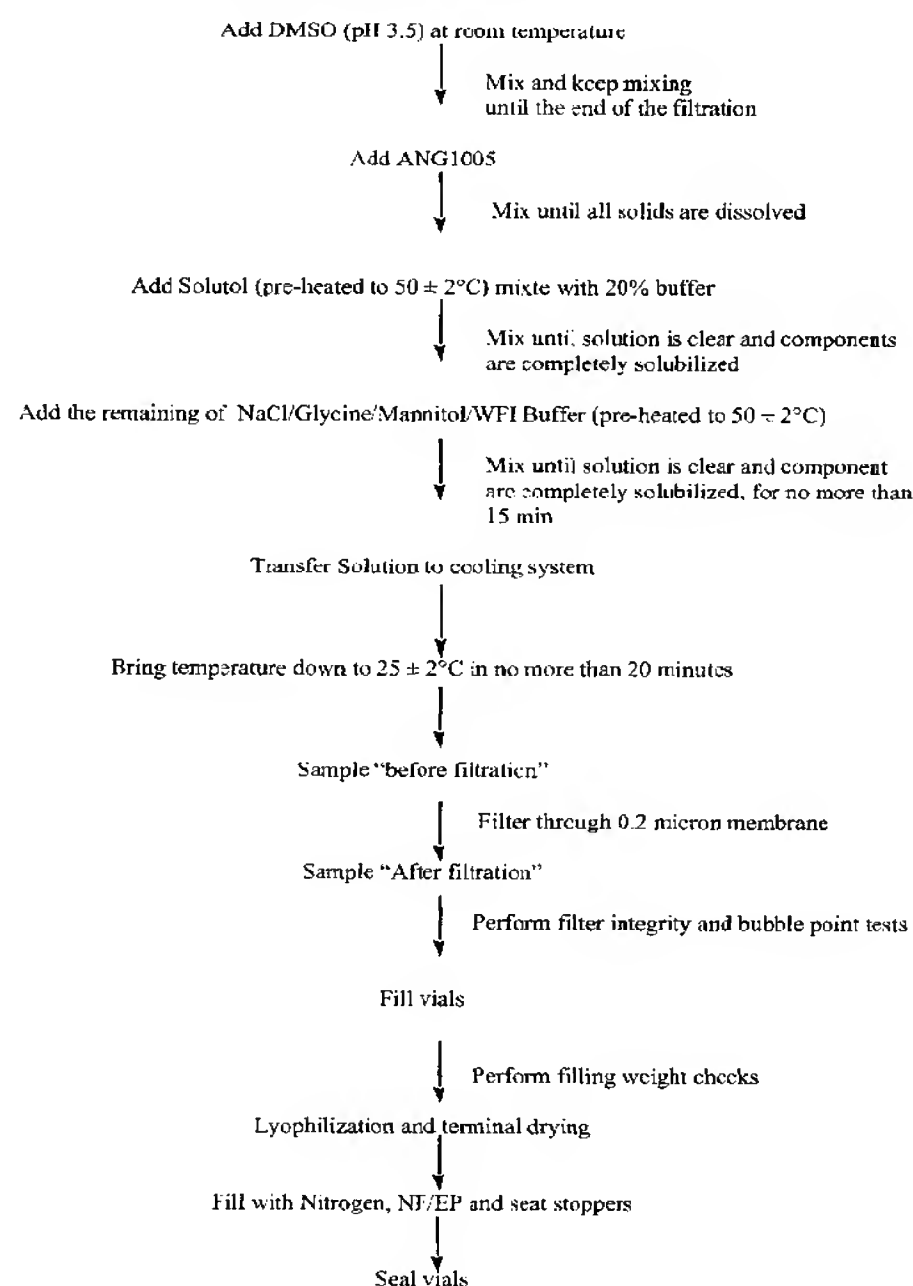 Add DMSO (pH 3.5) at room temperature
Mix and keep mixing
until the end of the filtration
Add ANG1005
Mix until all solids are dissolved
Add Solutol (pre-heated to 50 ± 2°C) mixte with 20% buffer
Mix until solution is clear and components
are completely solubilized
Add the remaining of NaCl/Glycine/Mannitol/WFI Buffer (pre-heated to 50 ± 2°C)
Mix until solution is clear and component
are completely solubilized, for no more than
15 min
Transfer Solution to cooling system
Bring temperature down to 25 ± 2°C in no more than 20 minutes
Sample "before filtration"
Filter through 0.2 micron membrane
Sample "After filtration"
Perform filter integrity and bubble point tests
Fill vials
Perform filling weight checks
Lyophilization and terminal drying
Fill with Nitrogen, NF/EP and seat stoppers
Seal vials